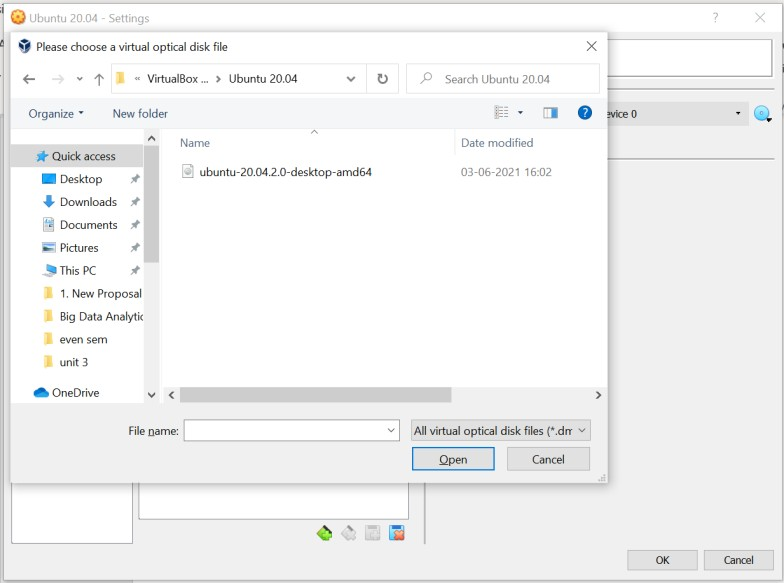 Ubuntu 20.04 - Settings
Please choose a virtual optical disk file
« VirtualBox ... > Ubuntu 20.04
Search Ubuntu 20.04
Organize
New folder
Device 0
Name
Date modified
Quick access
ubuntu-20.04.2.0-desktop-amd64
03-06-2021 16:02
Desktop
Downloads
Documents
Pictures
This PC
1. New Proposal
Big Data Analytic
even sem
unit 3
OneDrive
File name:
All virtual optical disk files (*.dm
Open
Cancel
OK
Cancel